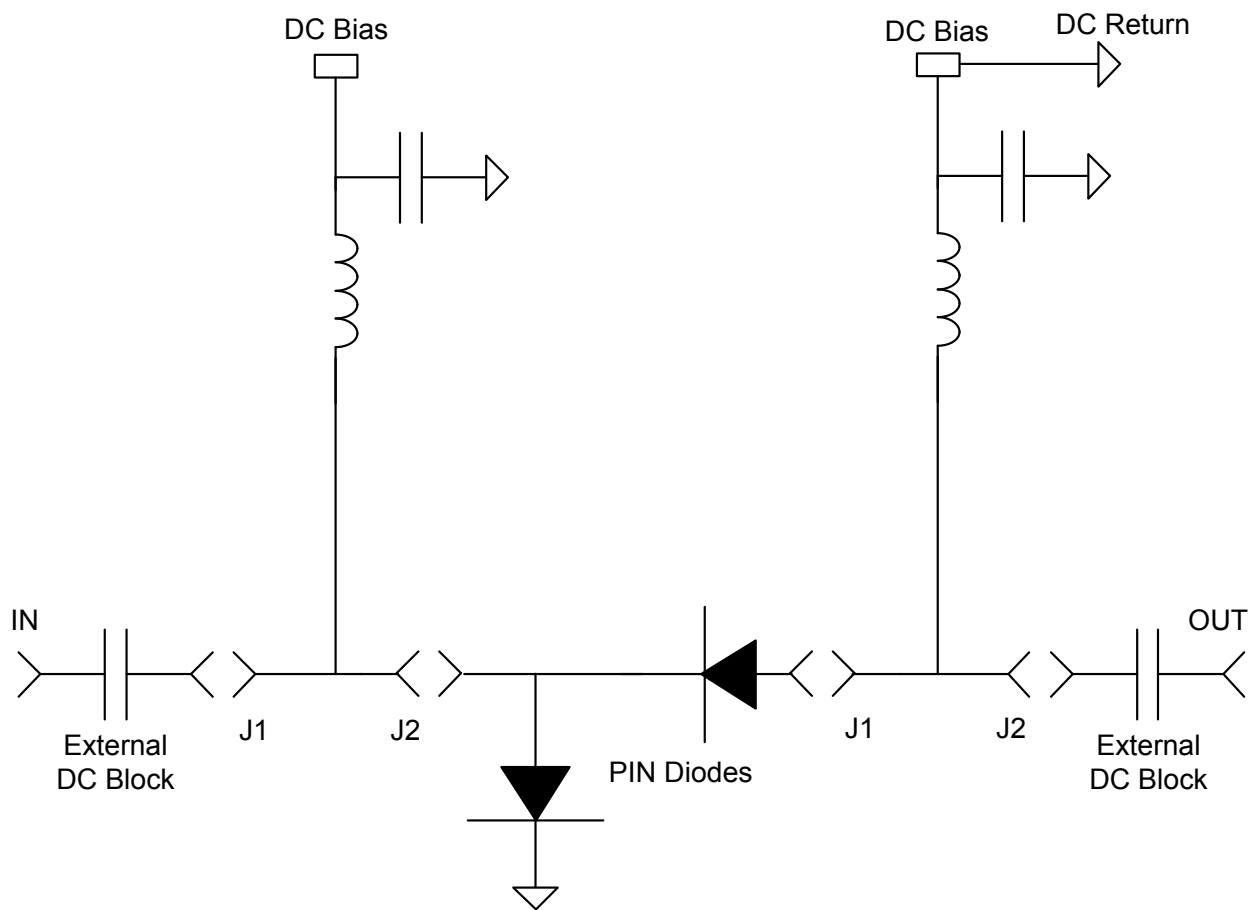 DC Bias
DC Bias
DC Return
IN
OUT
J1
J2
J1
J2
External
DC Block
PIN Diodes
External
DC Block